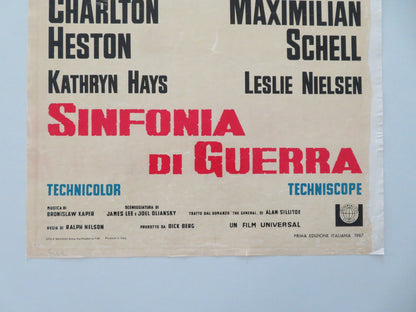 CHARLTON MAXIMILIAN
HESTON SCHELL
KATHRYN HAYS LESLIE NIELSEN
SINFONIA
DI GUERRA
TECHNICOLOR TECHNISCOPE
MUSICA DI
BRONISLAW KAPER
SCENEGGIATURA DI
JAMES LEE e JOEL OLIANSKY
TRATTO DAL ROMANZO "THE GENERAL" DI ALAN SILLITOE
REGIA DI RALPH NELSON
PRODOTTO DA DICK BERG
UN FILM UNIVERSAL
PRIMA EDIZIONE ITALIANA 1967